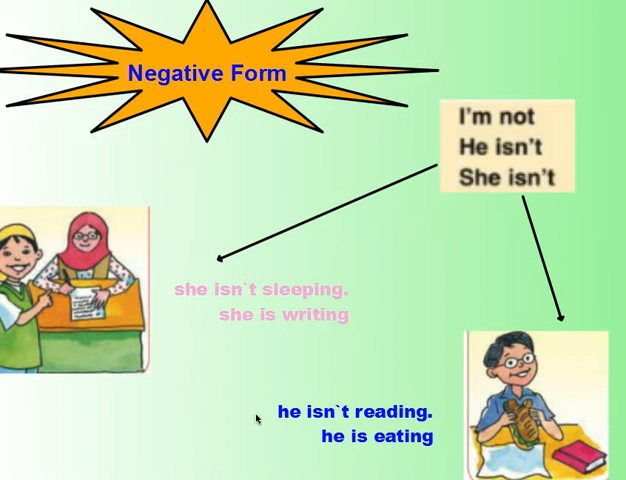 Negative Form
I'm not
He isn't
She isn't
she isn`t sleeping.
she is writing
he isn`t reading.
he is eating